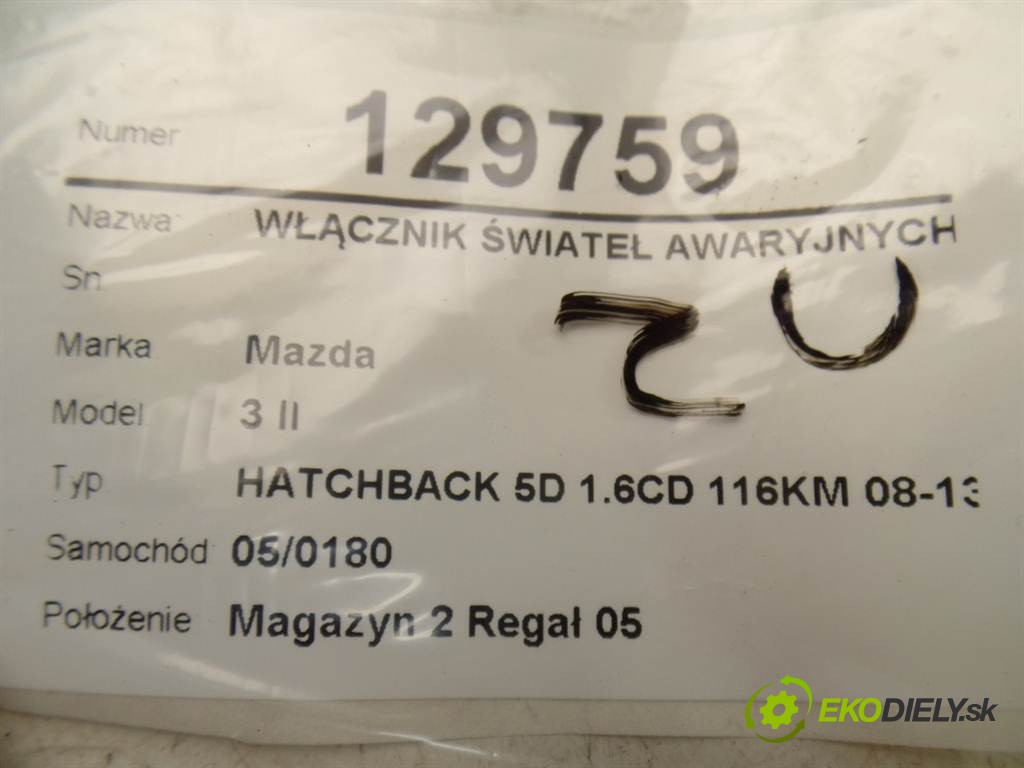 Numer 129759
Nazwa WŁĄCZNIK ŚWIATEŁ AWARYJNYCH
Sn
Marka Mazda
Model 3 II
Typ HATCHBACK 5D 1.6CD 116KM 08-13
Samochód 05/0180
Położenie Magazyn 2 Regał 05
EKODIELY.sk